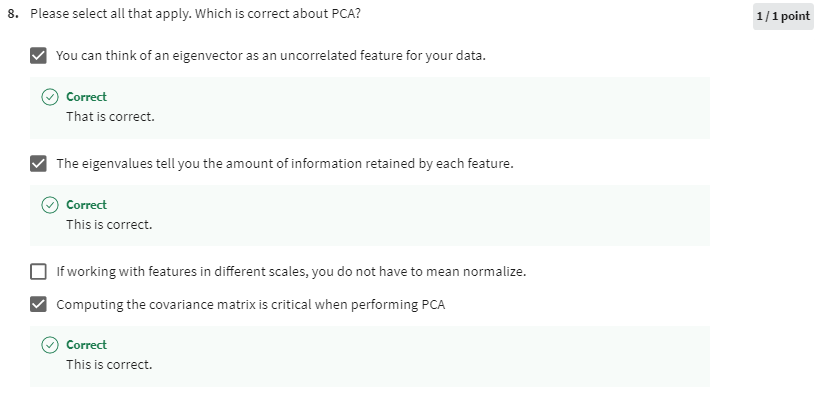 8. Please select all that apply. Which is correct about PCA?
1 / 1 point
You can think of an eigenvector as an uncorrelated feature for your data.
Correct
That is correct.
The eigenvalues tell you the amount of information retained by each feature.
Correct
This is correct.
If working with features in different scales, you do not have to mean normalize.
Computing the covariance matrix is critical when performing PCA
Correct
This is correct.